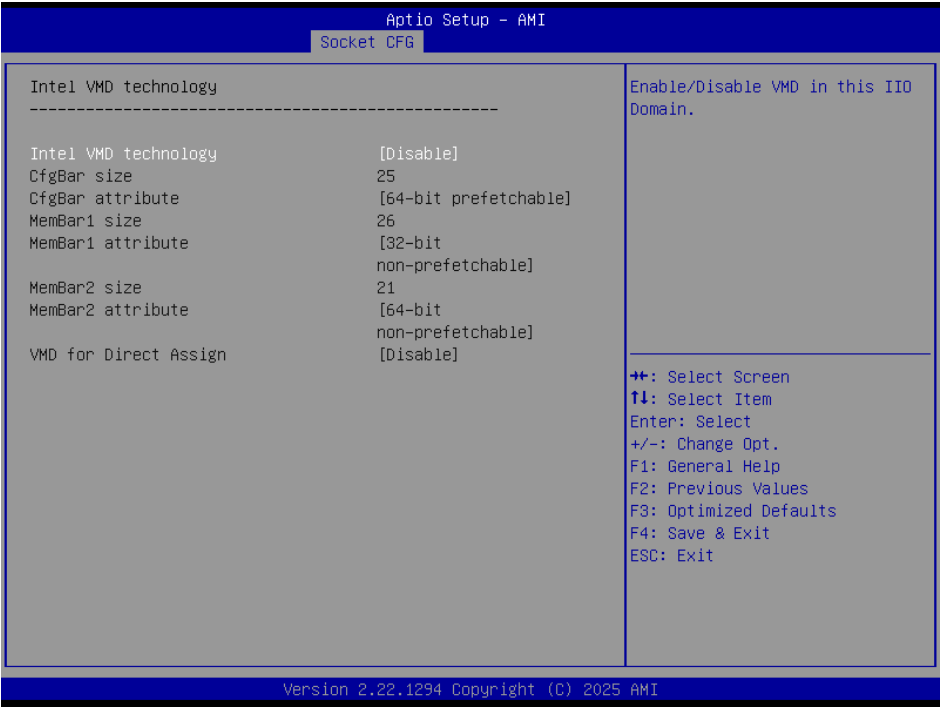 Aptio Setup – AMI
Socket CFG
Intel VMD technology
--------------------------------------------------
Intel VMD technology [Disable]
CfgBar size 25
CfgBar attribute [64-bit prefetchable]
MemBar1 size 26
MemBar1 attribute [32-bit
non-prefetchable]
MemBar2 size 21
MemBar2 attribute [64-bit
non-prefetchable]
VMD for Direct Assign [Disable]
Enable/Disable VMD in this IIO
Domain.
→←: Select Screen
↑↓: Select Item
Enter: Select
+/-: Change Opt.
F1: General Help
F2: Previous Values
F3: Optimized Defaults
F4: Save & Exit
ESC: Exit
Version 2.22.1294 Copyright (C) 2025 AMI